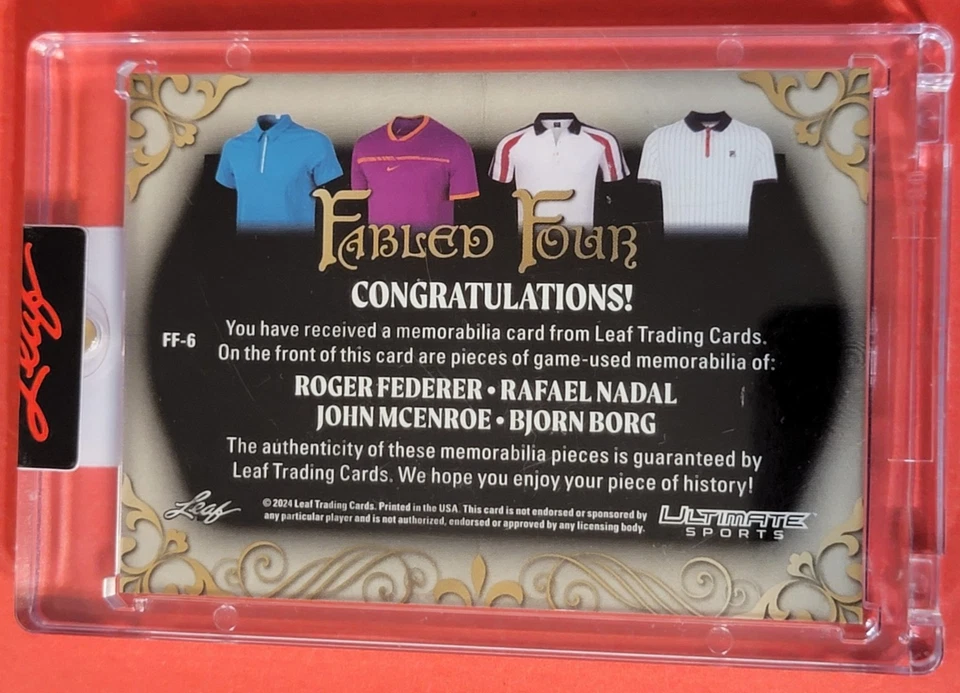 FABLED FOUR
CONGRATULATIONS!
FF-6
You have received a memorabilia card from Leaf Trading Cards.
On the front of this card are pieces of game-used memorabilia of:
ROGER FEDERER • RAFAEL NADAL
JOHN MCENROE • BJORN BORG
The authenticity of these memorabilia pieces is guaranteed by
Leaf Trading Cards. We hope you enjoy your piece of history!
Leaf
© 2024 Leaf Trading Cards. Printed in the USA. This card is not endorsed or sponsored by
any particular player and is not authorized, endorsed or approved by any licensing body.
ULTIMATE
SPORTS
Leaf